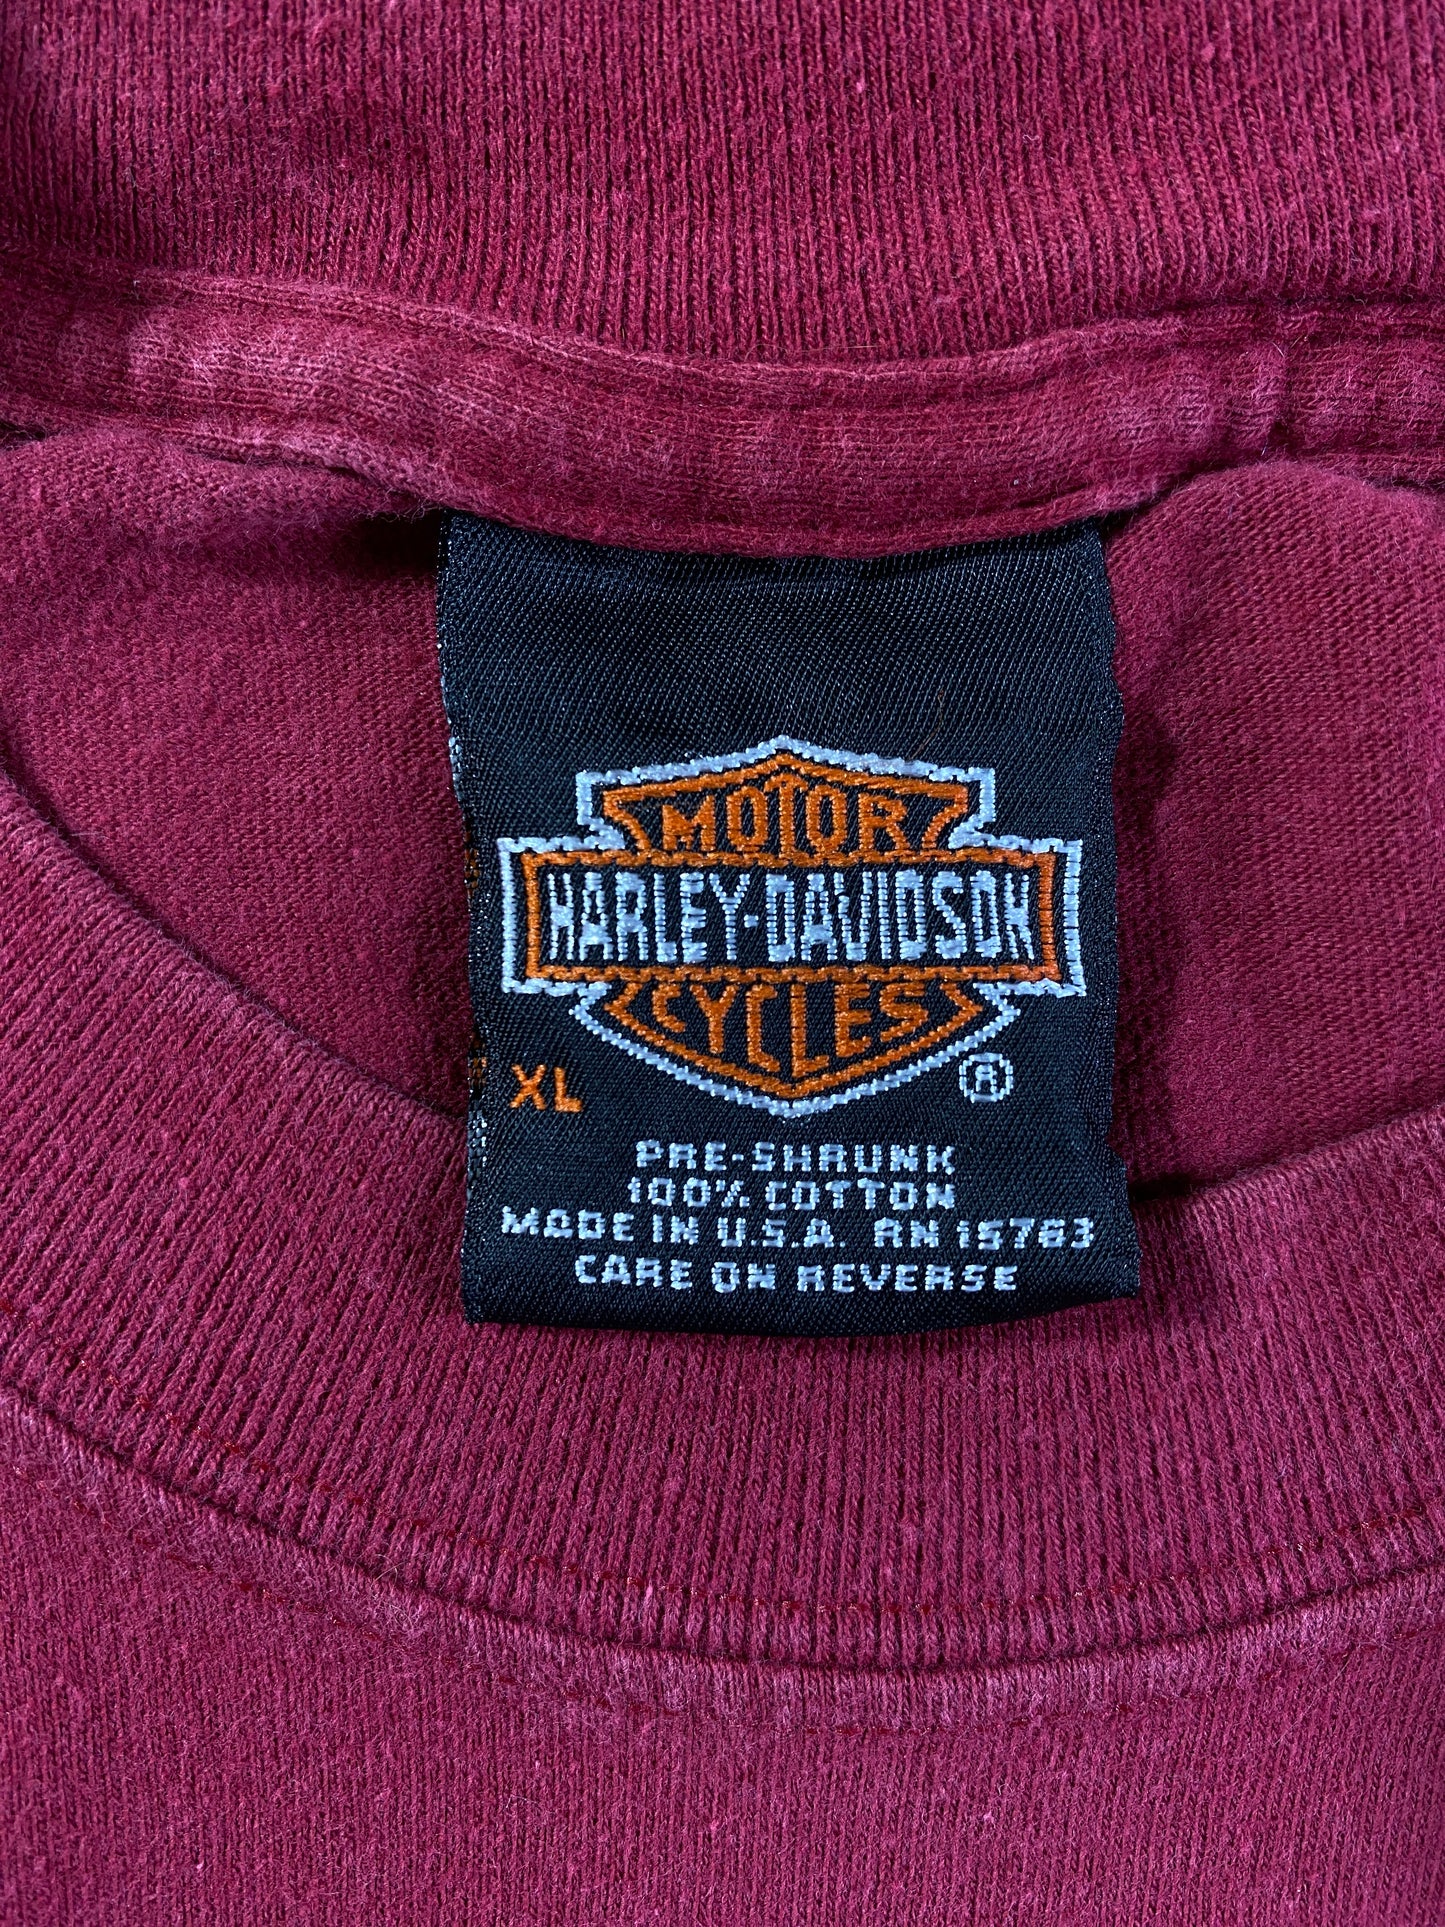 MOTOR
HARLEY-DAVIDSON
CYCLES
XL ®
PRE-SHRUNK
100% COTTON
MADE IN U.S.A. RN 15763
CARE ON REVERSE